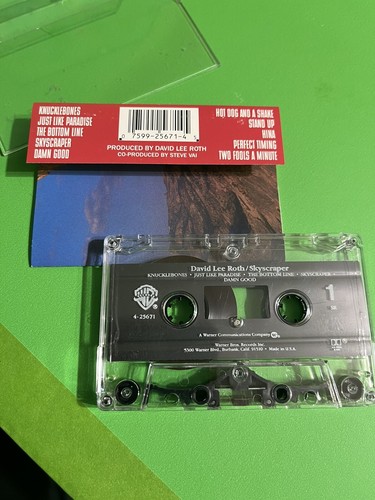 KNUCKLEBONES
JUST LIKE PARADISE
THE BOTTOM LINE
SKYSCRAPER
DAMN GOOD
0 7599-25671-4
PRODUCED BY DAVID LEE ROTH
CO-PRODUCED BY STEVE VAI
HOT DOG AND A SHAKE
STAND UP
HINA
PERFECT TIMING
TWO FOOLS A MINUTE
David Lee Roth/Skyscraper
KNUCKLEBONES • JUST LIKE PARADISE • THE BOTTOM LINE • SKYSCRAPER •
DAMN GOOD
4-25671
1
A Warner Communications Company
Warner Bros. Records Inc.
3300 Warner Blvd., Burbank, Calif. 91510 • Made in U.S.A.